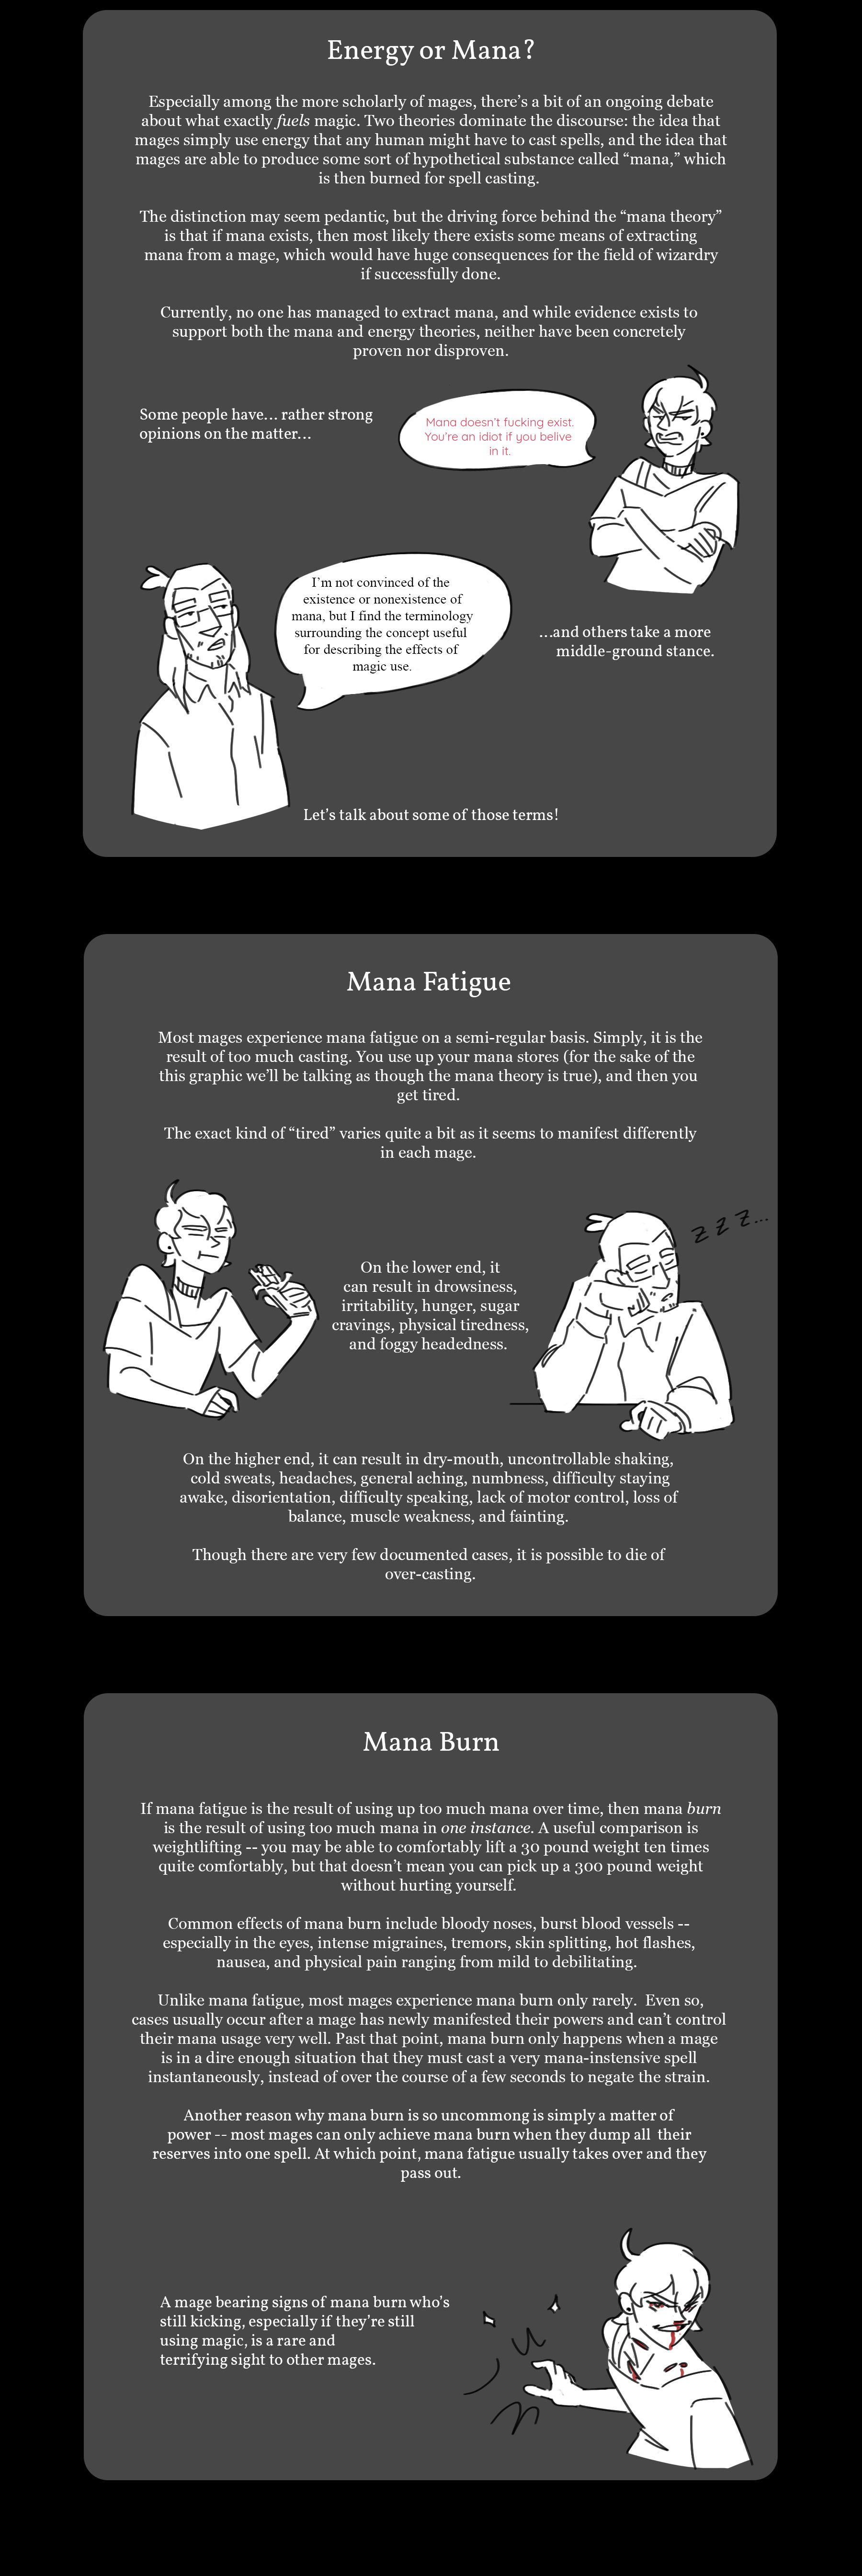 Energy or Mana?
Especially among the more scholarly of mages, there's a bit of an ongoing debate
about what exactly fuels magic. Two theories dominate the discourse: the idea that
mages simply use energy that any human might have to cast spells, and the idea that
mages are able to produce some sort of hypothetical substance called "mana," which
is then burned for spell casting.
The distinction may seem pedantic, but the driving force behind the "mana theory"
is that if mana exists, then most likely there exists some means of extracting
mana from a mage, which would have huge consequences for the field of wizardry
if successfully done.
Currently, no one has managed to extract mana, and while evidence exists to
support both the mana and energy theories, neither have been concretely
proven nor disproven.
Some people have... rather strong
opinions on the matter...
Mana doesn't fucking exist.
You're an idiot if you belive
in it.
I'm not convinced of the
existence or nonexistence of
mana, but I find the terminology
surrounding the concept useful
for describing the effects of
magic use.
...and others take a more
middle-ground stance.
Let's talk about some of those terms!
Mana Fatigue
Most mages experience mana fatigue on a semi-regular basis. Simply, it is the
result of too much casting. You use up your mana stores (for the sake of the
this graphic we'll be talking as though the mana theory is true), and then you
get tired.
The exact kind of "tired" varies quite a bit as it seems to manifest differently
in each mage.
z z z...
On the lower end, it
can result in drowsiness,
irritability, hunger, sugar
cravings, physical tiredness,
and foggy headedness.
On the higher end, it can result in dry-mouth, uncontrollable shaking,
cold sweats, headaches, general aching, numbness, difficulty staying
awake, disorientation, difficulty speaking, lack of motor control, loss of
balance, muscle weakness, and fainting.
Though there are very few documented cases, it is possible to die of
over-casting.
Mana Burn
If mana fatigue is the result of using up too much mana over time, then mana burn
is the result of using too much mana in one instance. A useful comparison is
weightlifting -- you may be able to comfortably lift a 30 pound weight ten times
quite comfortably, but that doesn't mean you can pick up a 300 pound weight
without hurting yourself.
Common effects of mana burn include bloody noses, burst blood vessels --
especially in the eyes, intense migraines, tremors, skin splitting, hot flashes,
nausea, and physical pain ranging from mild to debilitating.
Unlike mana fatigue, most mages experience mana burn only rarely. Even so,
cases usually occur after a mage has newly manifested their powers and can't control
their mana usage very well. Past that point, mana burn only happens when a mage
is in a dire enough situation that they must cast a very mana-instensive spell
instantaneously, instead of over the course of a few seconds to negate the strain.
Another reason why mana burn is so uncommong is simply a matter of
power -- most mages can only achieve mana burn when they dump all their
reserves into one spell. At which point, mana fatigue usually takes over and they
pass out.
A mage bearing signs of mana burn who's
still kicking, especially if they're still
using magic, is a rare and
terrifying sight to other mages.